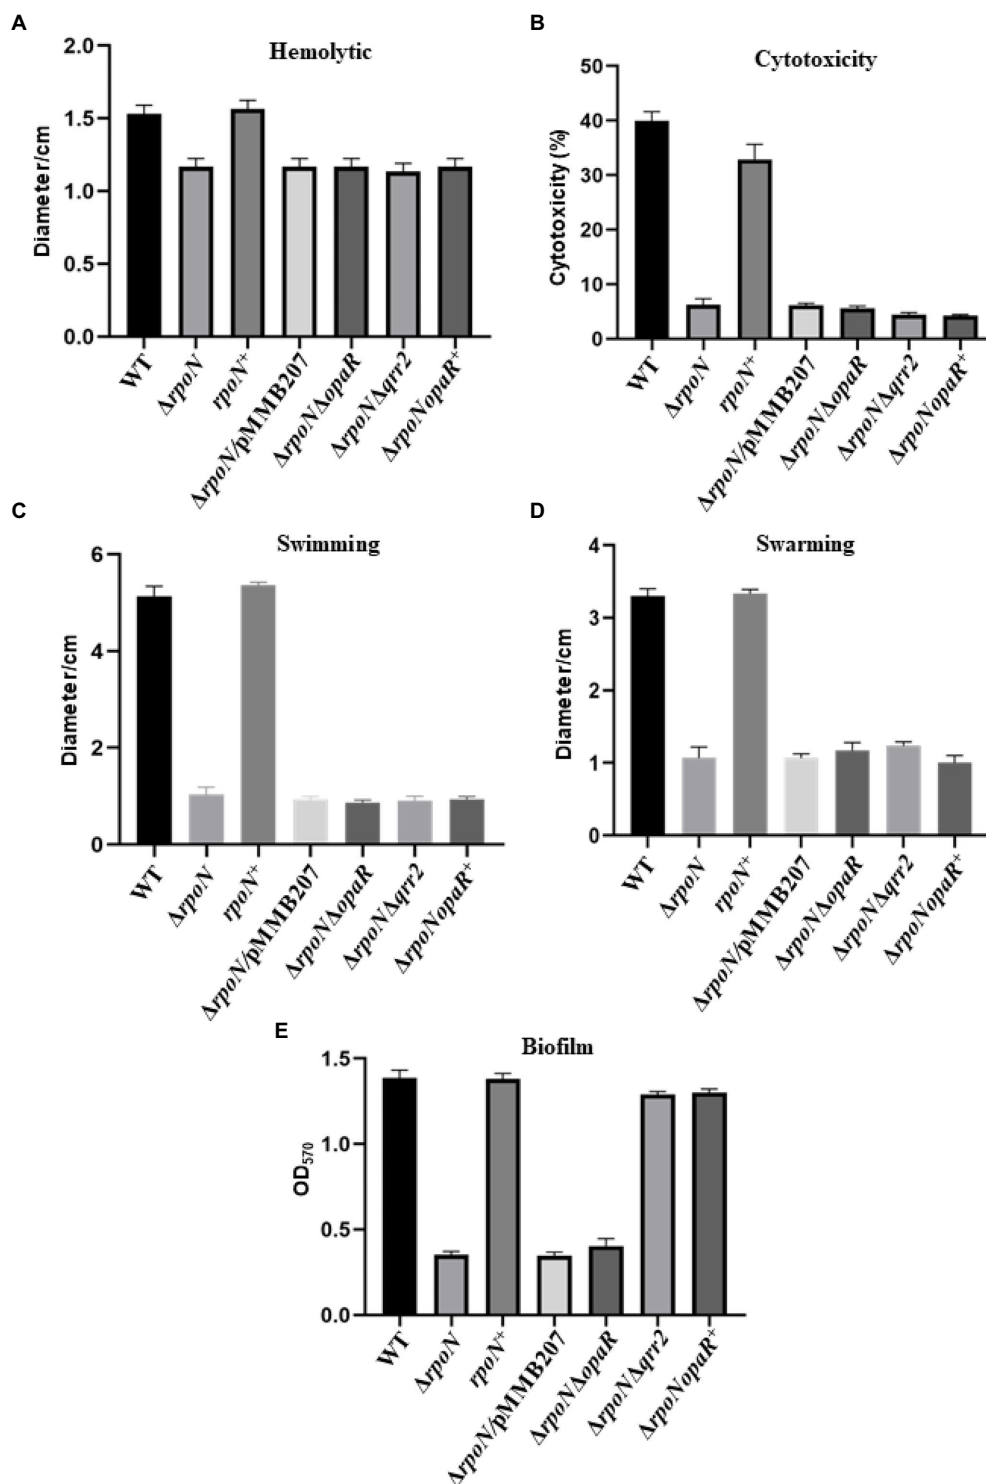 A
Hemolytic
Diameter/cm
2.0
1.5
1.0
0.5
0.0
WT
ΔrpoN
rpoN⁺
ΔrpoN/pMMB207
ΔrpoNΔopaR
ΔrpoNΔqrr2
ΔrpoNopaR⁺
B
Cytotoxicity
Cytotoxicity (%)
50
40
30
20
10
0
WT
ΔrpoN
rpoN⁺
ΔrpoN/pMMB207
ΔrpoNΔopaR
ΔrpoNΔqrr2
ΔrpoNopaR⁺
C
Swimming
Diameter/cm
6
4
2
0
WT
ΔrpoN
rpoN⁺
ΔrpoN/pMMB207
ΔrpoNΔopaR
ΔrpoNΔqrr2
ΔrpoNopaR⁺
D
Swarming
Diameter/cm
4
3
2
1
0
WT
ΔrpoN
rpoN⁺
ΔrpoN/pMMB207
ΔrpoNΔopaR
ΔrpoNΔqrr2
ΔrpoNopaR⁺
E
Biofilm
OD₅₇₀
1.5
1.0
0.5
0.0
WT
ΔrpoN
rpoN⁺
ΔrpoN/pMMB207
ΔrpoNΔopaR
ΔrpoNΔqrr2
ΔrpoNopaR⁺